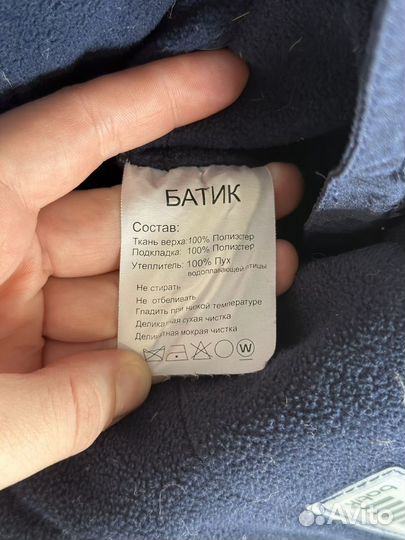 БАТИК
Состав:
Ткань верха: 100% Полиэстер
Подкладка: 100% Полиэстер
Утеплитель: 100% Пух
водоплавающей птицы
Не стирать
Не отбеливать
Гладить при низкой температуре
Деликатная сухая чистка
Деликатная мокрая чистка
W
Avito